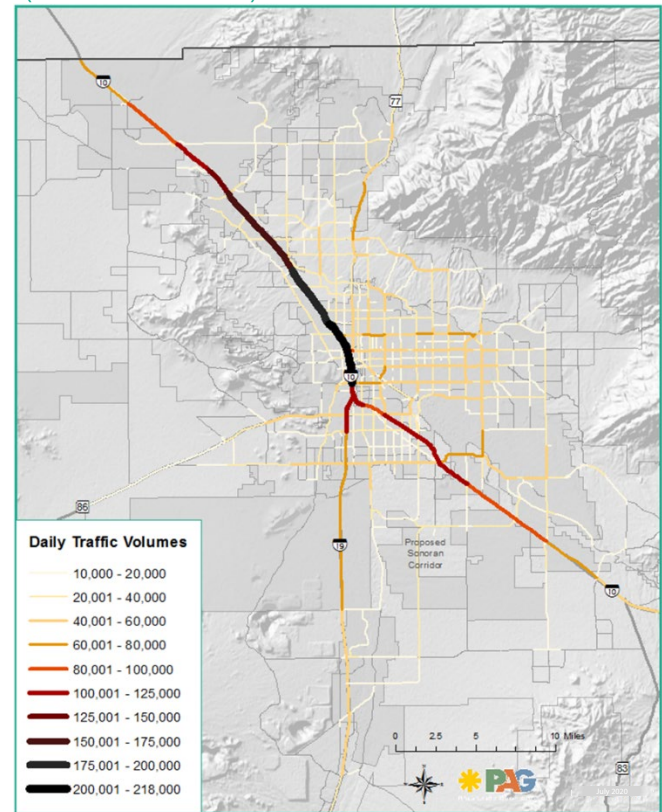 10
77
10
86
Proposed
Sonoran
Corridor
19
10
Daily Traffic Volumes
10,000 - 20,000
20,001 - 40,000
40,001 - 60,000
60,001 - 80,000
80,001 - 100,000
100,001 - 125,000
125,001 - 150,000
150,001 - 175,000
175,001 - 200,000
200,001 - 218,000
0 2.5 5 10 Miles
83
PAG
July 2020